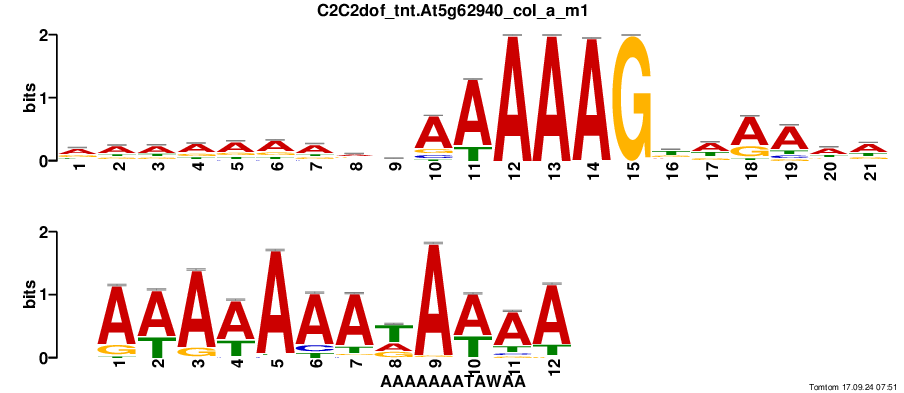 C2C2dof_tnt.At5g62940_col_a_m1
2
1
0
bits
1 2 3 4 5 6 7 8 9 10 11 12 13 14 15 16 17 18 19 20 21
2
1
0
bits
1 2 3 4 5 6 7 8 9 10 11 12
AAAAAAATAWAA
Tomtom 17.09.24 07:51